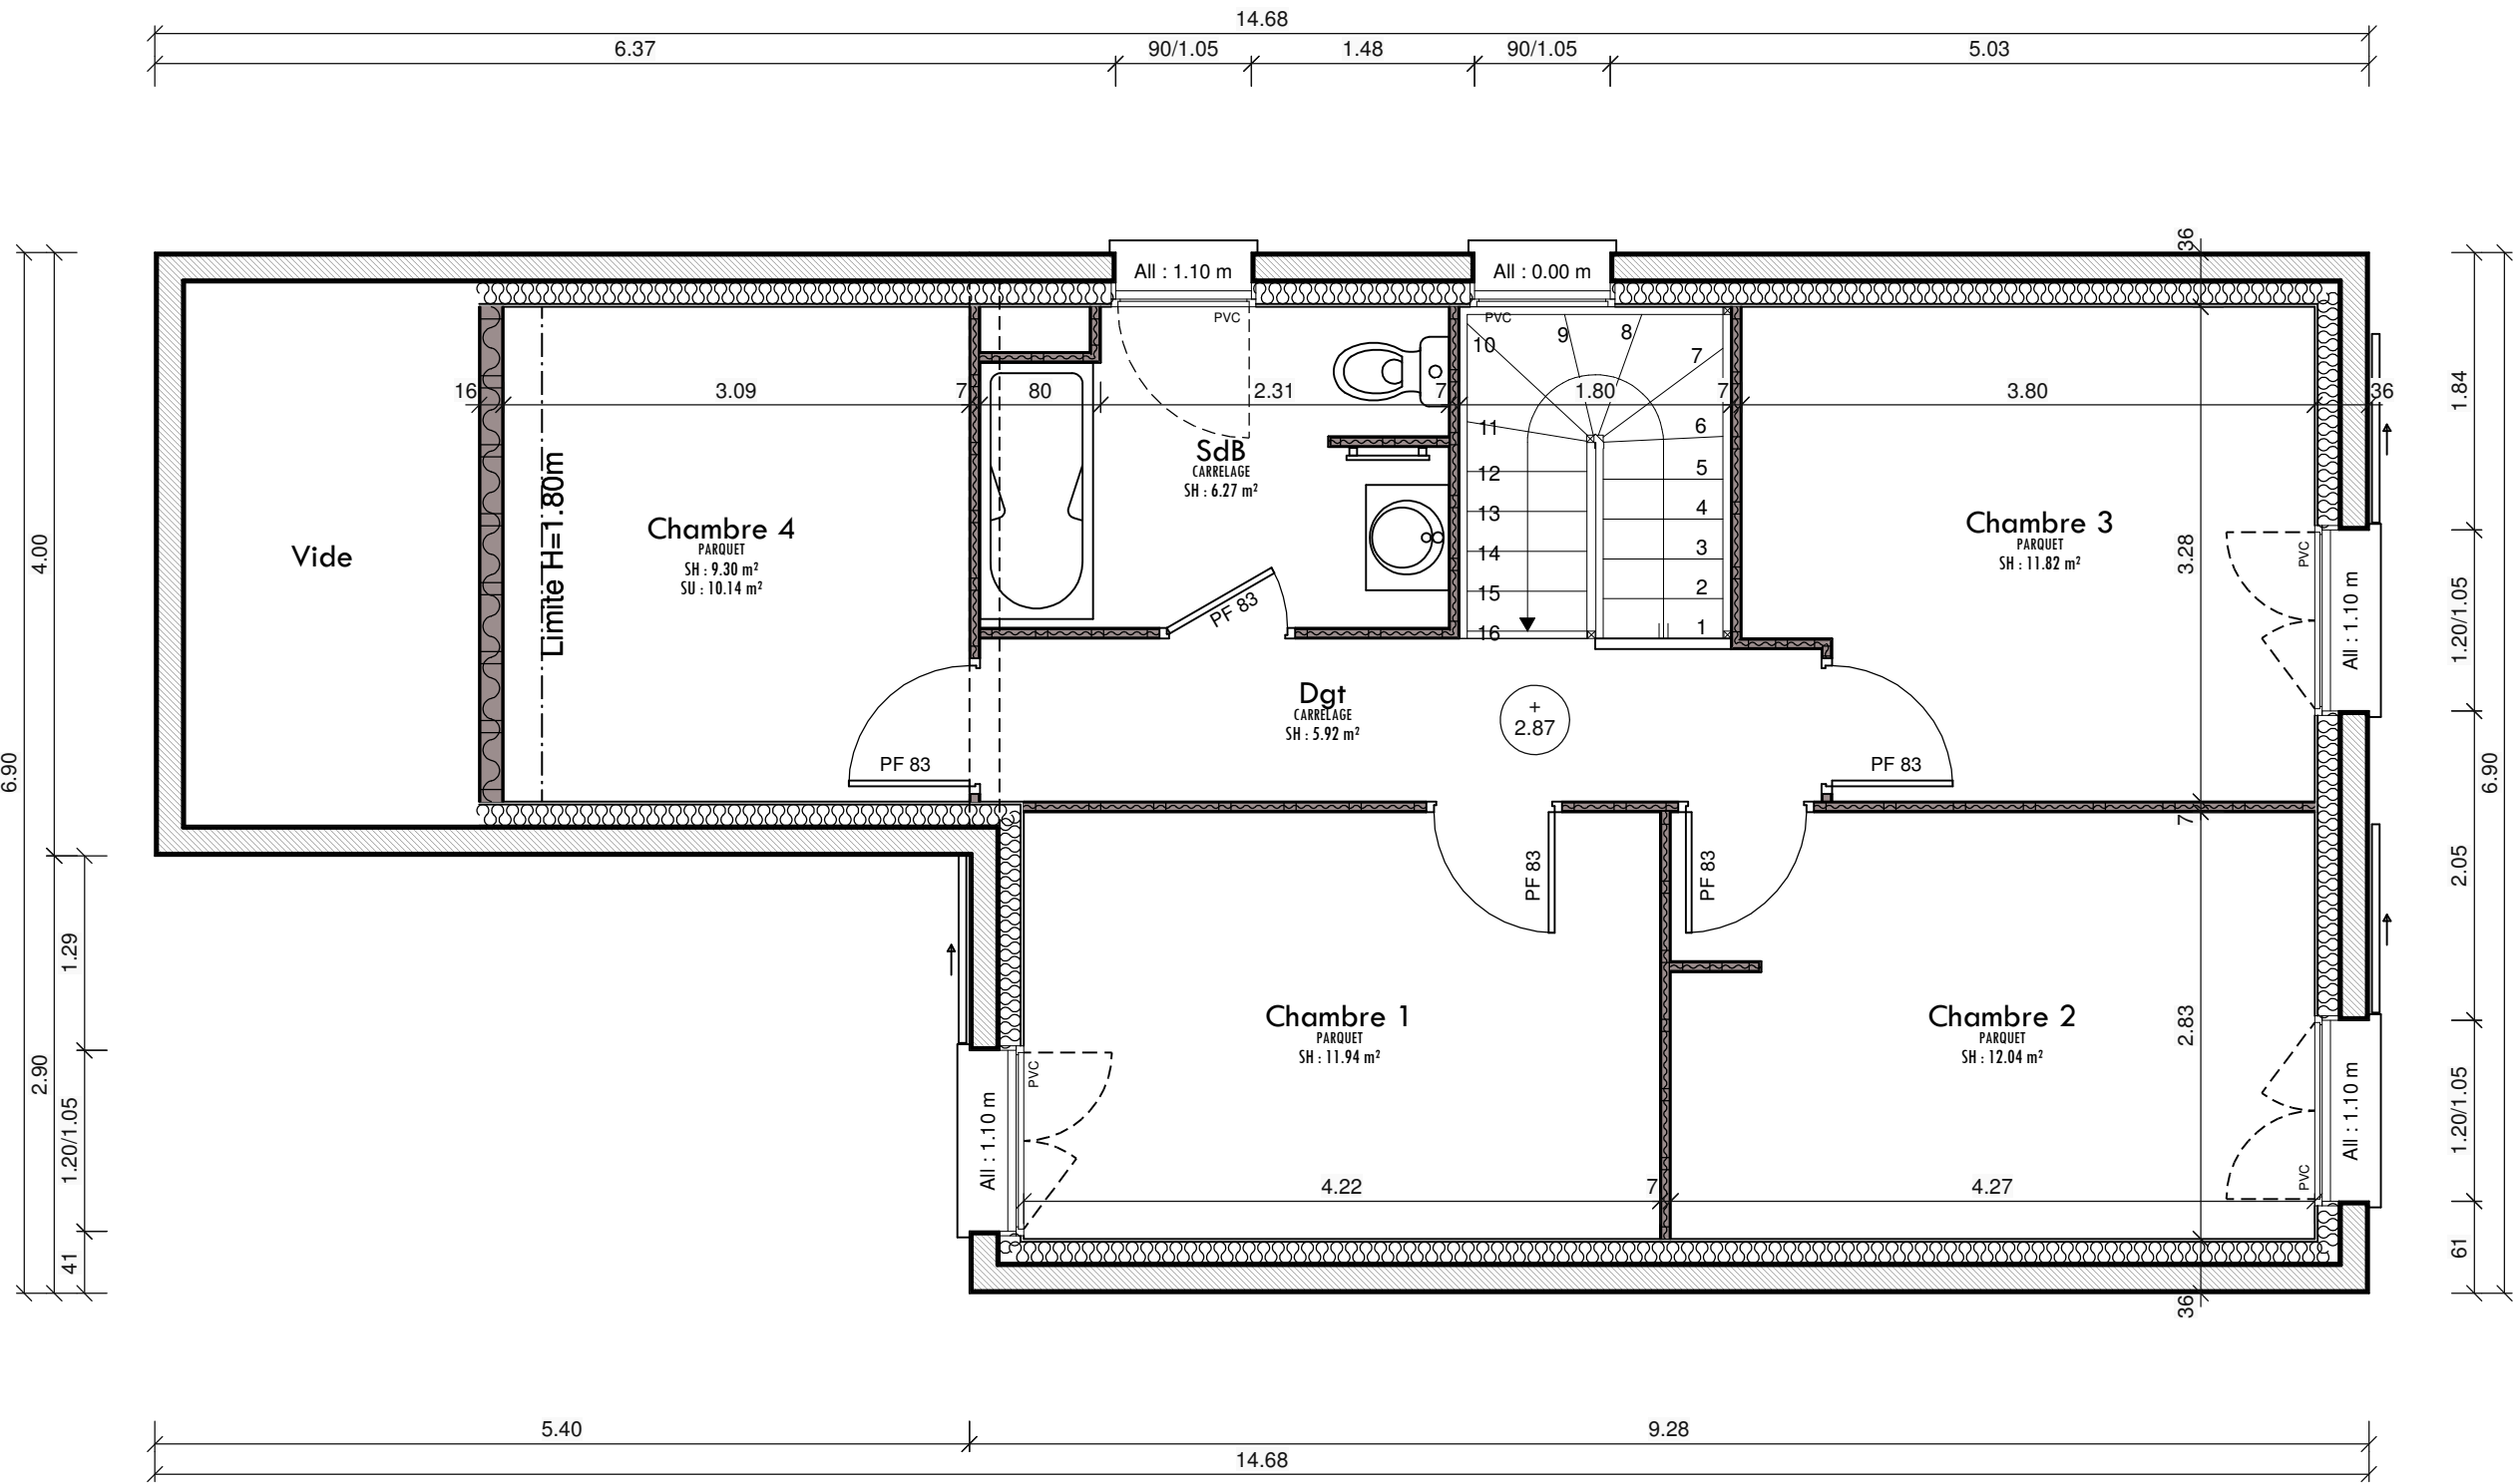 14.68
6.37
90/1.05
1.48
90/1.05
5.03
36
All : 1.10 m
All : 0.00 m
PVC
PVC
9
8
10
7
16
3.09
7
80
2.31
7
1.80
7
3.80
36
1.84
11
6
SdB
CARRELAGE
SH : 6.27 m²
12
5
13
4
14
3
15
2
16
1
PF 83
Limite H=1.80m
Chambre 4
PARQUET
SH : 9.30 m²
SU : 10.14 m²
Vide
4.00
6.90
Chambre 3
PARQUET
SH : 11.82 m²
3.28
PVC
All : 1.10 m
1.20/1.05
6.90
Dgt
CARRELAGE
SH : 5.92 m²
+
2.87
PF 83
PF 83
7
PF 83
PF 83
2.05
1.29
2.90
1.20/1.05
41
Chambre 1
PARQUET
SH : 11.94 m²
Chambre 2
PARQUET
SH : 12.04 m²
2.83
PVC
All : 1.10 m
PVC
All : 1.10 m
1.20/1.05
61
4.22
7
4.27
36
5.40
9.28
14.68